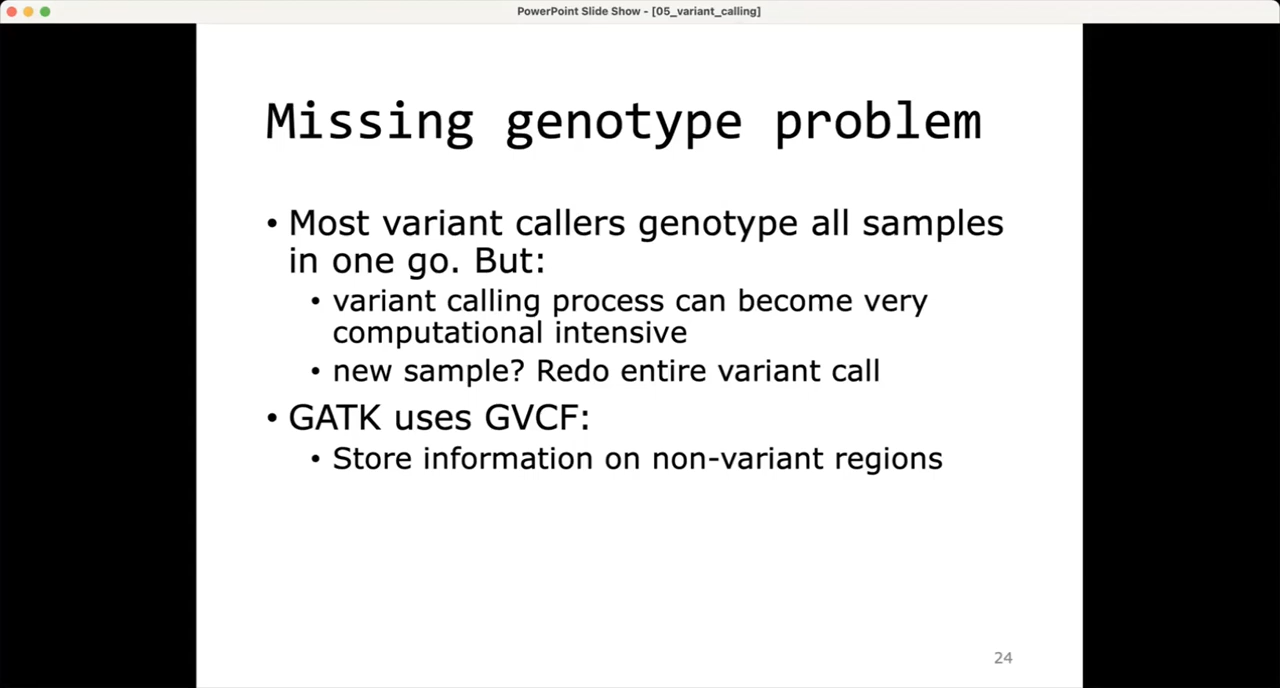 PowerPoint Slide Show - [05_variant_calling]
Missing genotype problem
• Most variant callers genotype all samples
in one go. But:
• variant calling process can become very
computational intensive
• new sample? Redo entire variant call
• GATK uses GVCF:
• Store information on non-variant regions
24